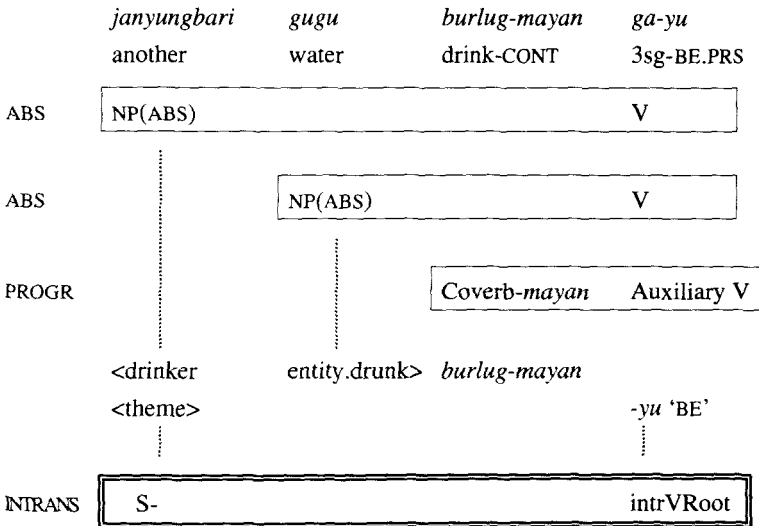 janyungbari gugu burlug-mayan ga-yu
another water drink-CONT 3sg-BE.PRS
ABS NP(ABS) V
ABS NP(ABS) V
PROGR Coverb-mayan Auxiliary V
<drinker entity.drunk> burlug-mayan
<theme> -yu ‘BE’
INTRANS S- intrVRoot